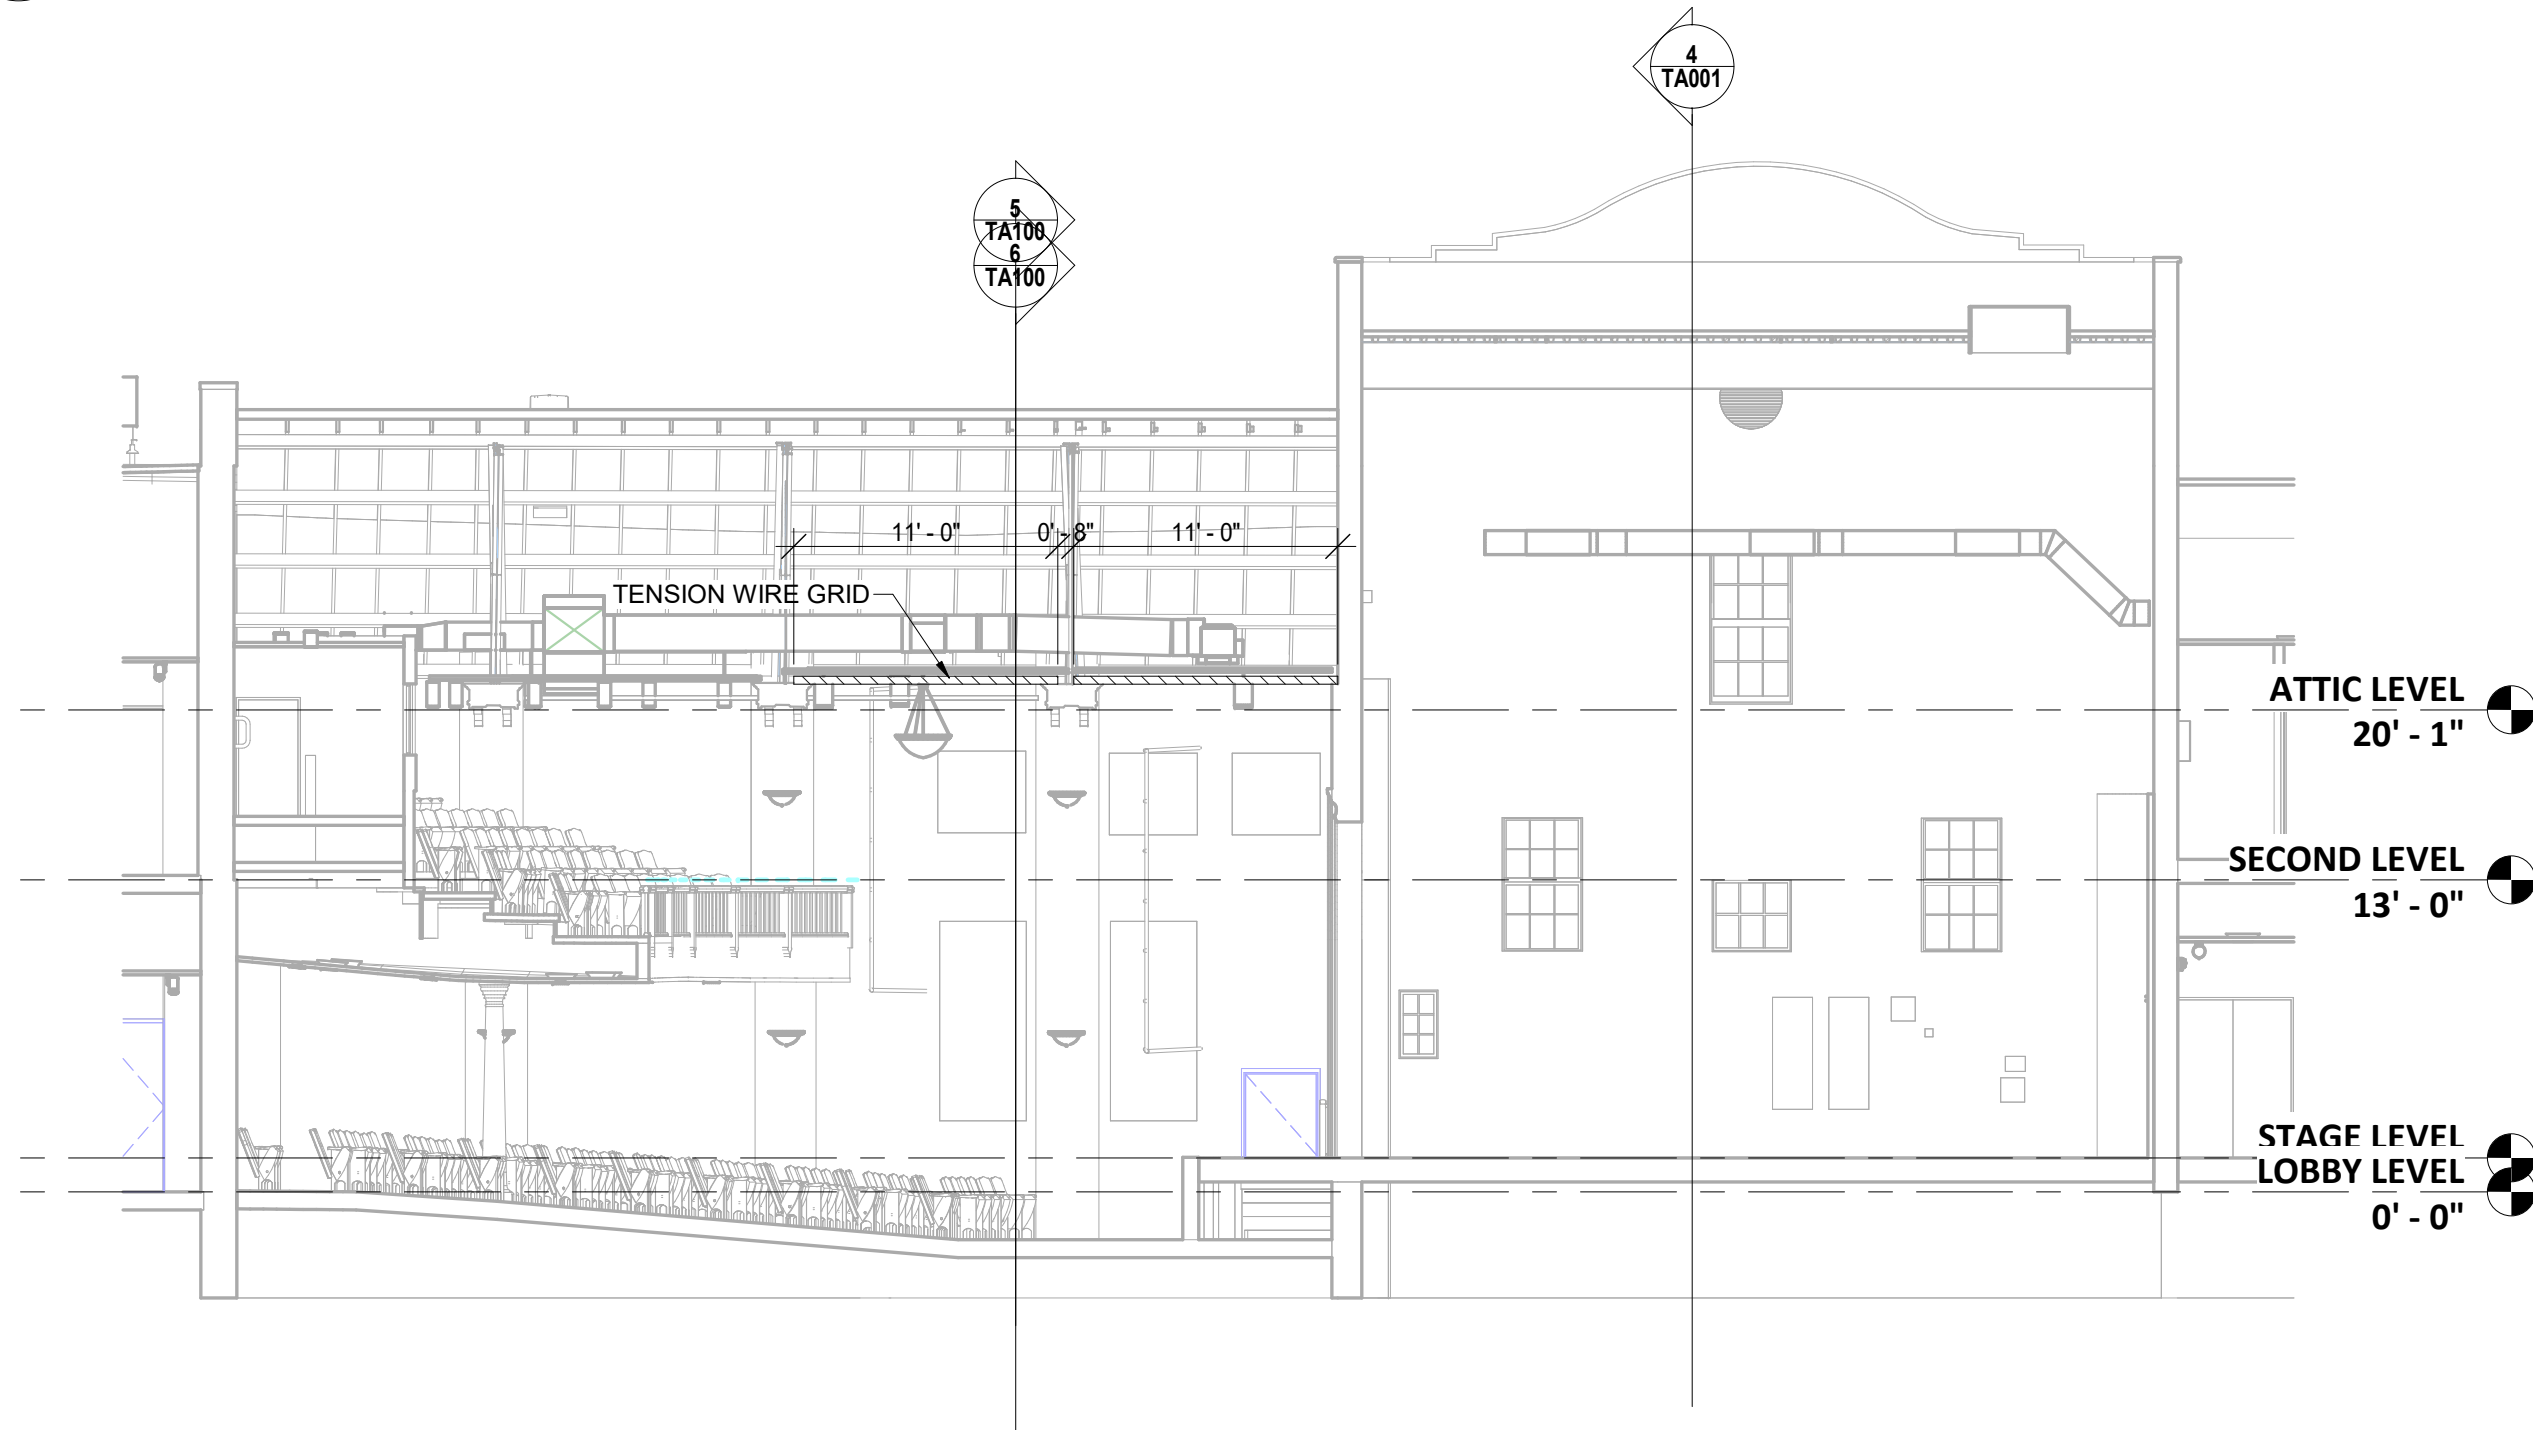 4
TA001
5
TA100
6
TA100
11' - 0"
0' - 8"
11' - 0"
TENSION WIRE GRID
ATTIC LEVEL
20' - 1"
SECOND LEVEL
13' - 0"
STAGE LEVEL
LOBBY LEVEL
0' - 0"